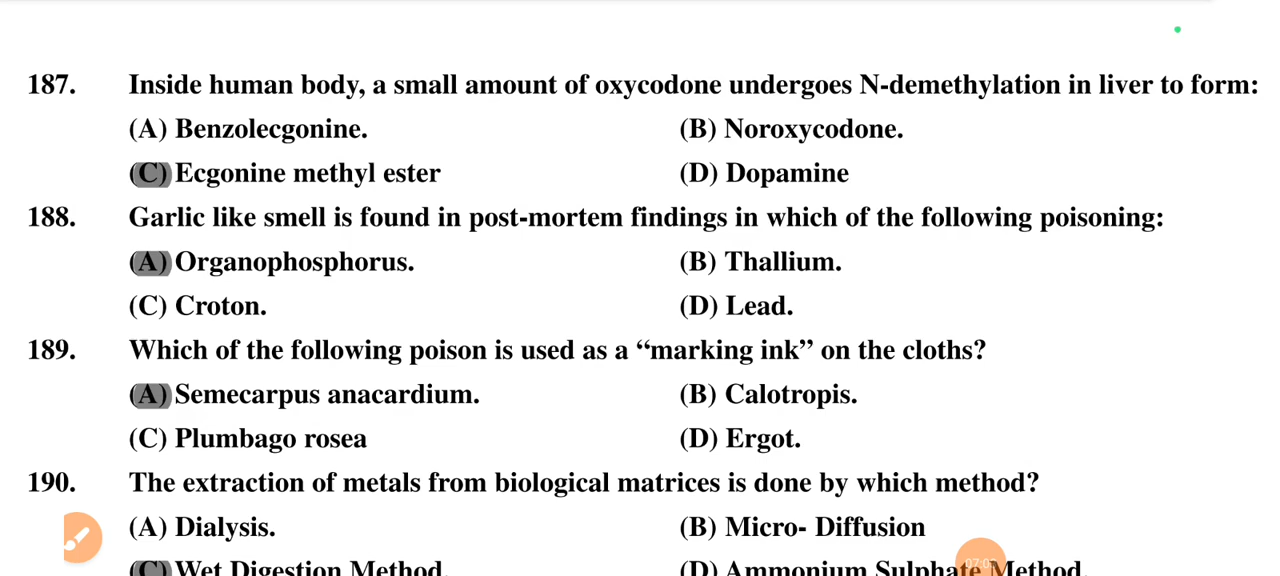 187. Inside human body, a small amount of oxycodone undergoes N-demethylation in liver to form:
(A) Benzolecgonine. (B) Noroxycodone.
(C) Ecgonine methyl ester (D) Dopamine
188. Garlic like smell is found in post-mortem findings in which of the following poisoning:
(A) Organophosphorus. (B) Thallium.
(C) Croton. (D) Lead.
189. Which of the following poison is used as a “marking ink” on the cloths?
(A) Semecarpus anacardium. (B) Calotropis.
(C) Plumbago rosea (D) Ergot.
190. The extraction of metals from biological matrices is done by which method?
(A) Dialysis. (B) Micro- Diffusion
(C) Wet Digestion Method. (D) Ammonium Sulphate Method.